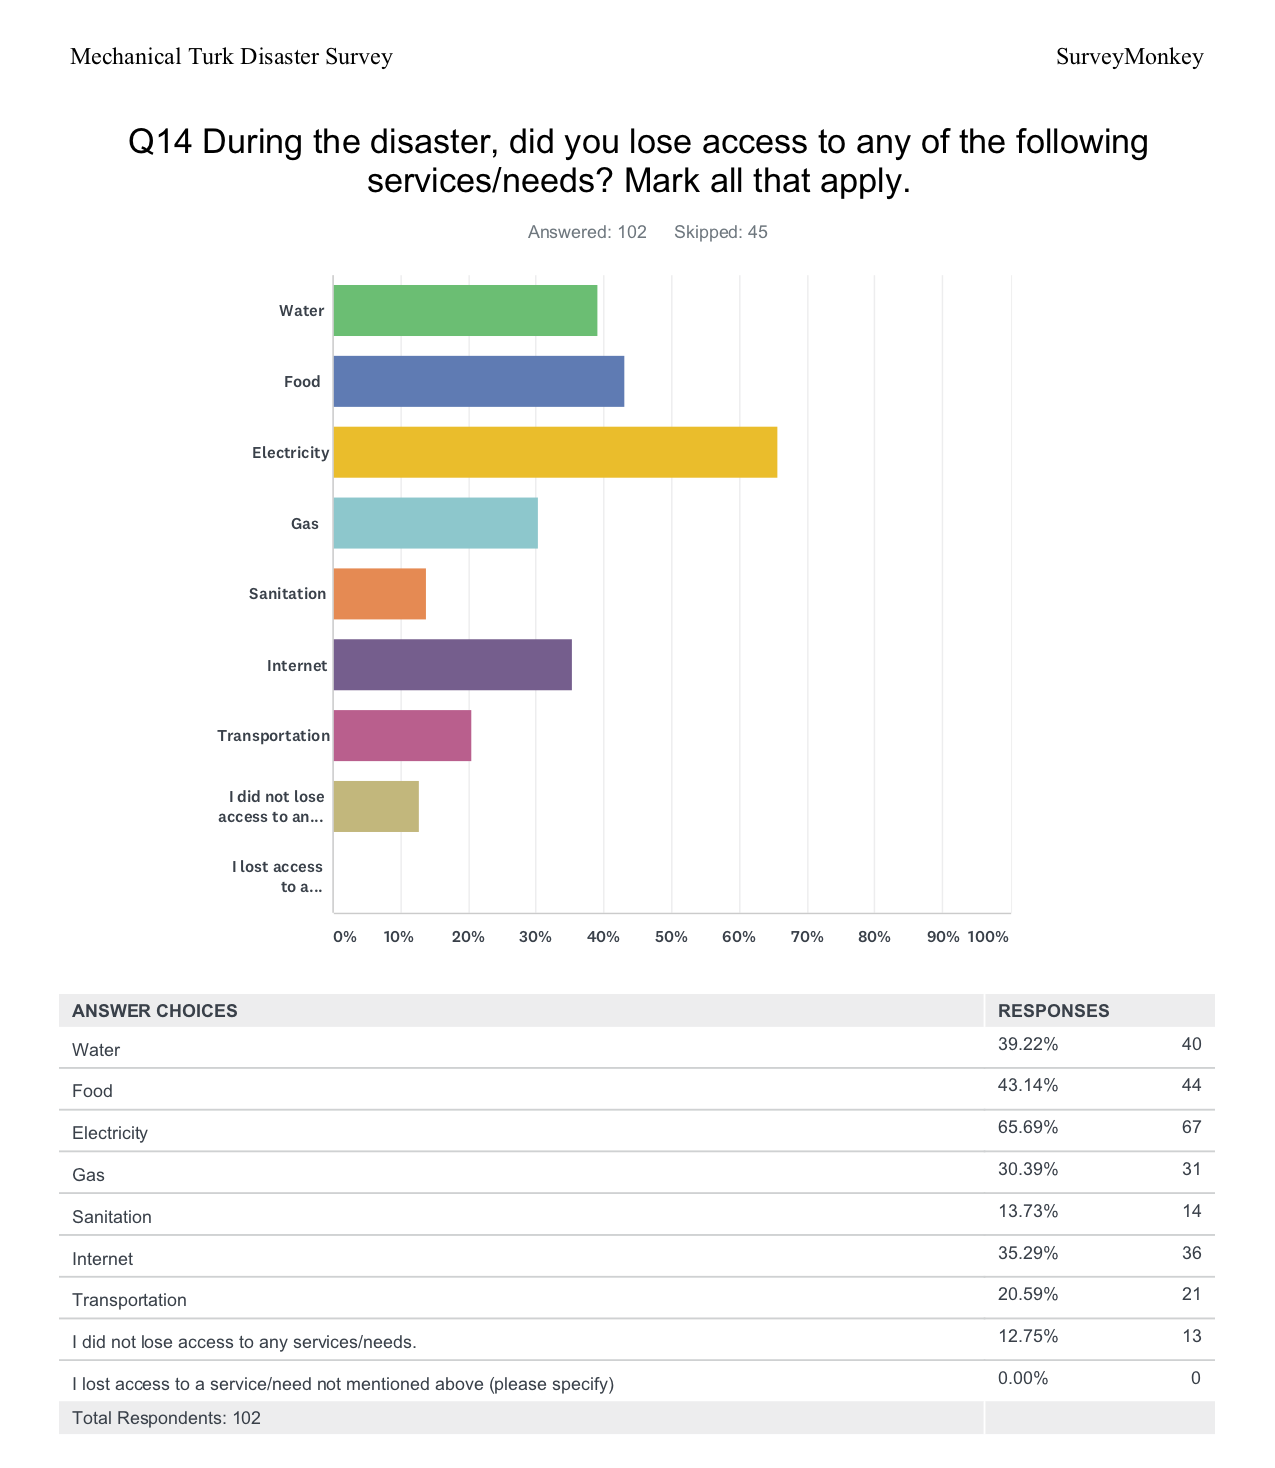 Mechanical Turk Disaster Survey
SurveyMonkey
Q14 During the disaster, did you lose access to any of the following
services/needs? Mark all that apply.
Answered: 102 Skipped: 45
Water
Food
Electricity
Gas
Sanitation
Internet
Transportation
I did not lose
access to an...
I lost access
to a...
0% 10% 20% 30% 40% 50% 60% 70% 80% 90% 100%
ANSWER CHOICES RESPONSES
Water 39.22% 40
Food 43.14% 44
Electricity 65.69% 67
Gas 30.39% 31
Sanitation 13.73% 14
Internet 35.29% 36
Transportation 20.59% 21
I did not lose access to any services/needs. 12.75% 13
I lost access to a service/need not mentioned above (please specify) 0.00% 0
Total Respondents: 102